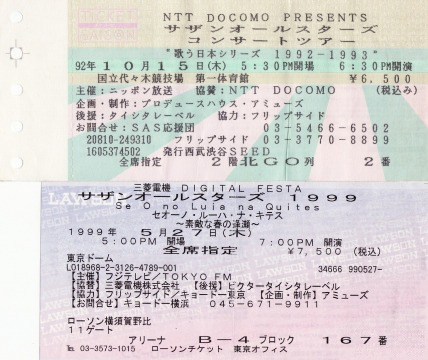 NTT DOCOMO PRESENTS
サザンオールスターズ
コンサートツアー
"歌う日本シリーズ 1992-1993"
92年 10月15日(木) 5:30PM開場 6:30PM開演
国立代々木競技場 第一体育館 ¥6,500
主催:ニッポン放送 協賛:NTT DOCOMO (税込み)
企画・制作:プロデュースハウス・アミューズ
後援:タイシタレーベル 協力:フリップサイド
お問合せ:SAS応援団 03-5466-6502
20810-249310 フリップサイド 03-3770-8899
1605374502 発行西武渋谷SEED
全席指定 2階北GO列 2番
三菱電機 DIGITAL FESTA
サザンオールスターズ 1999
Se O no Luia na Quites
セオーノ・ルーハ・ナ・キテス
~素敵な春の逢瀬~
1999年 5月27日(木)
5:00PM 開場 7:00PM 開演
全席指定 ¥7,500(税込)
東京ドーム
L018968-2-3126-4789-001 34666 990527-
【主催】フジテレビ/TOKYO FM
【協賛】三菱電機株式会社 【後援】ビクタータイシタレーベル
【協力】フリップサイド/キョードー東京 【企画・制作】アミューズ
【お問合せ】キョードー横浜 045-671-9911
ローソン横須賀野比
11ゲート
アリーナ B-4 ブロック 167番
Tel 03-3573-1015 ローソンチケット 東京オフィス